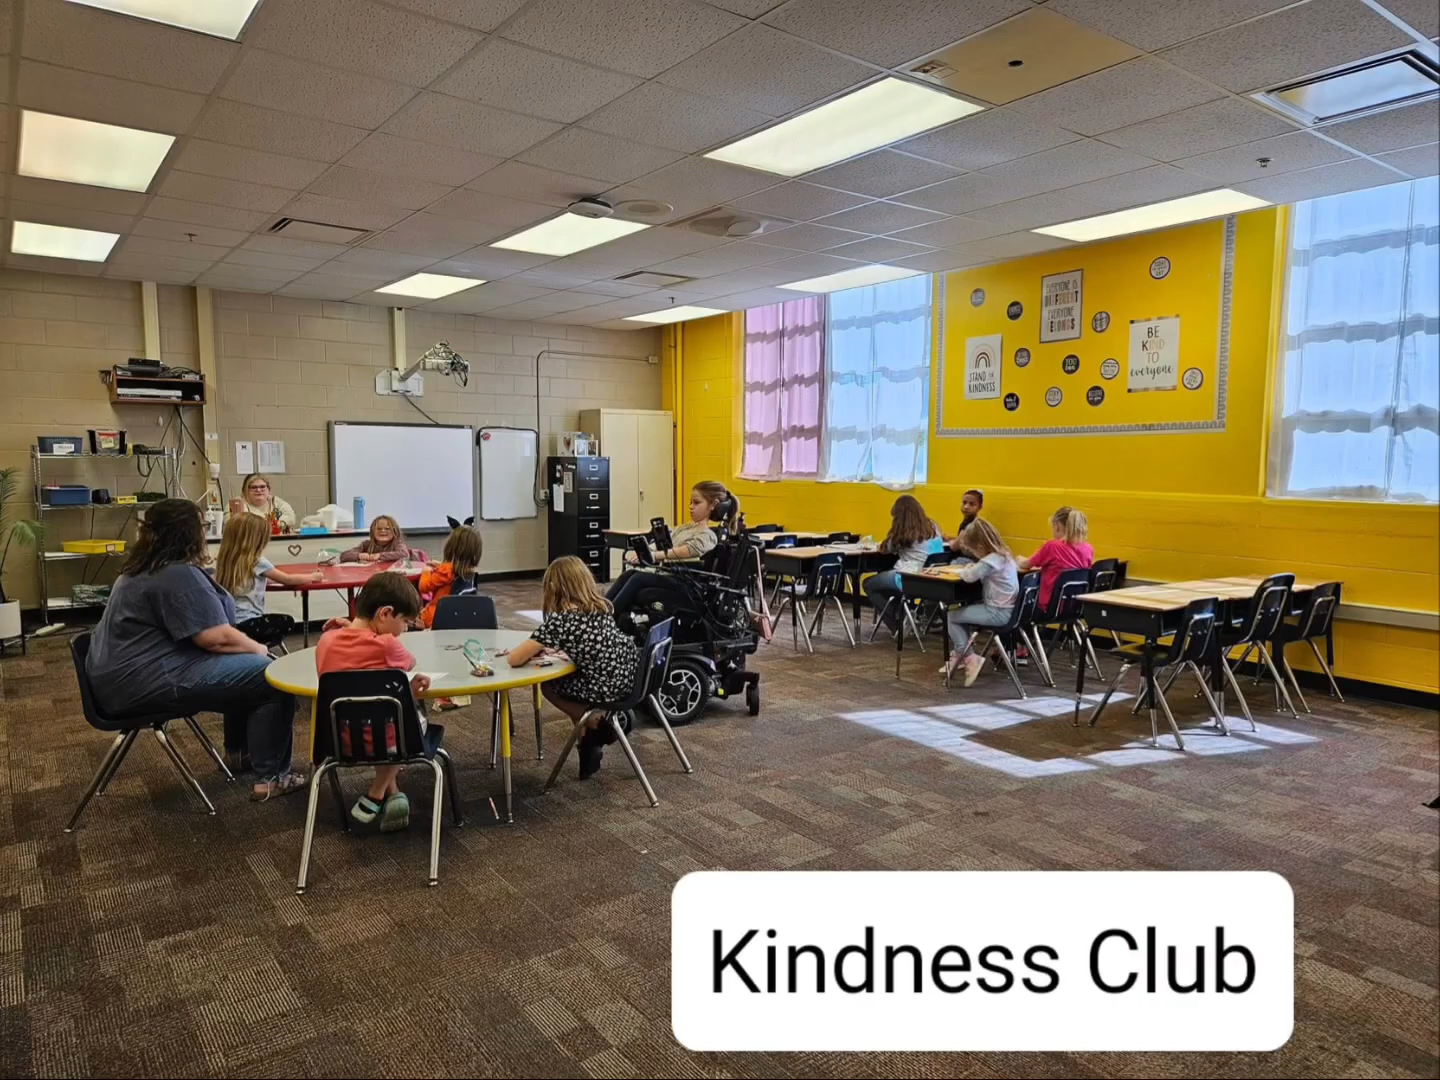 EVERYONE IS
DIFFERENT
EVERYONE
BELONGS
BE
KIND
TO
everyone
STAND FOR
KINDNESS
Kindness Club